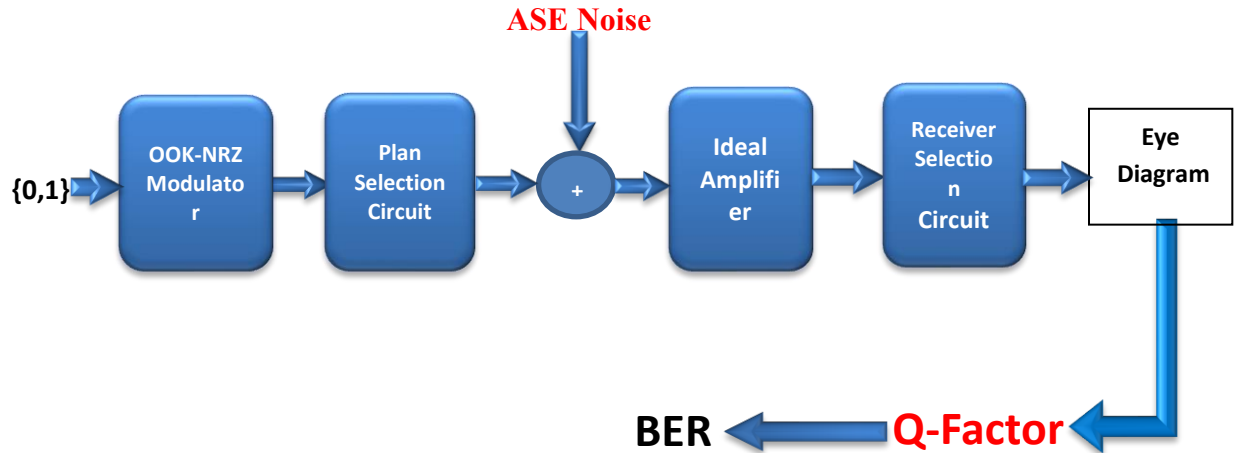 ASE Noise
{0,1}
OOK-NRZ
Modulato
r
Plan
Selection
Circuit
+
Ideal
Amplifi
er
Receiver
Selectio
n
Circuit
Eye
Diagram
BER
Q-Factor